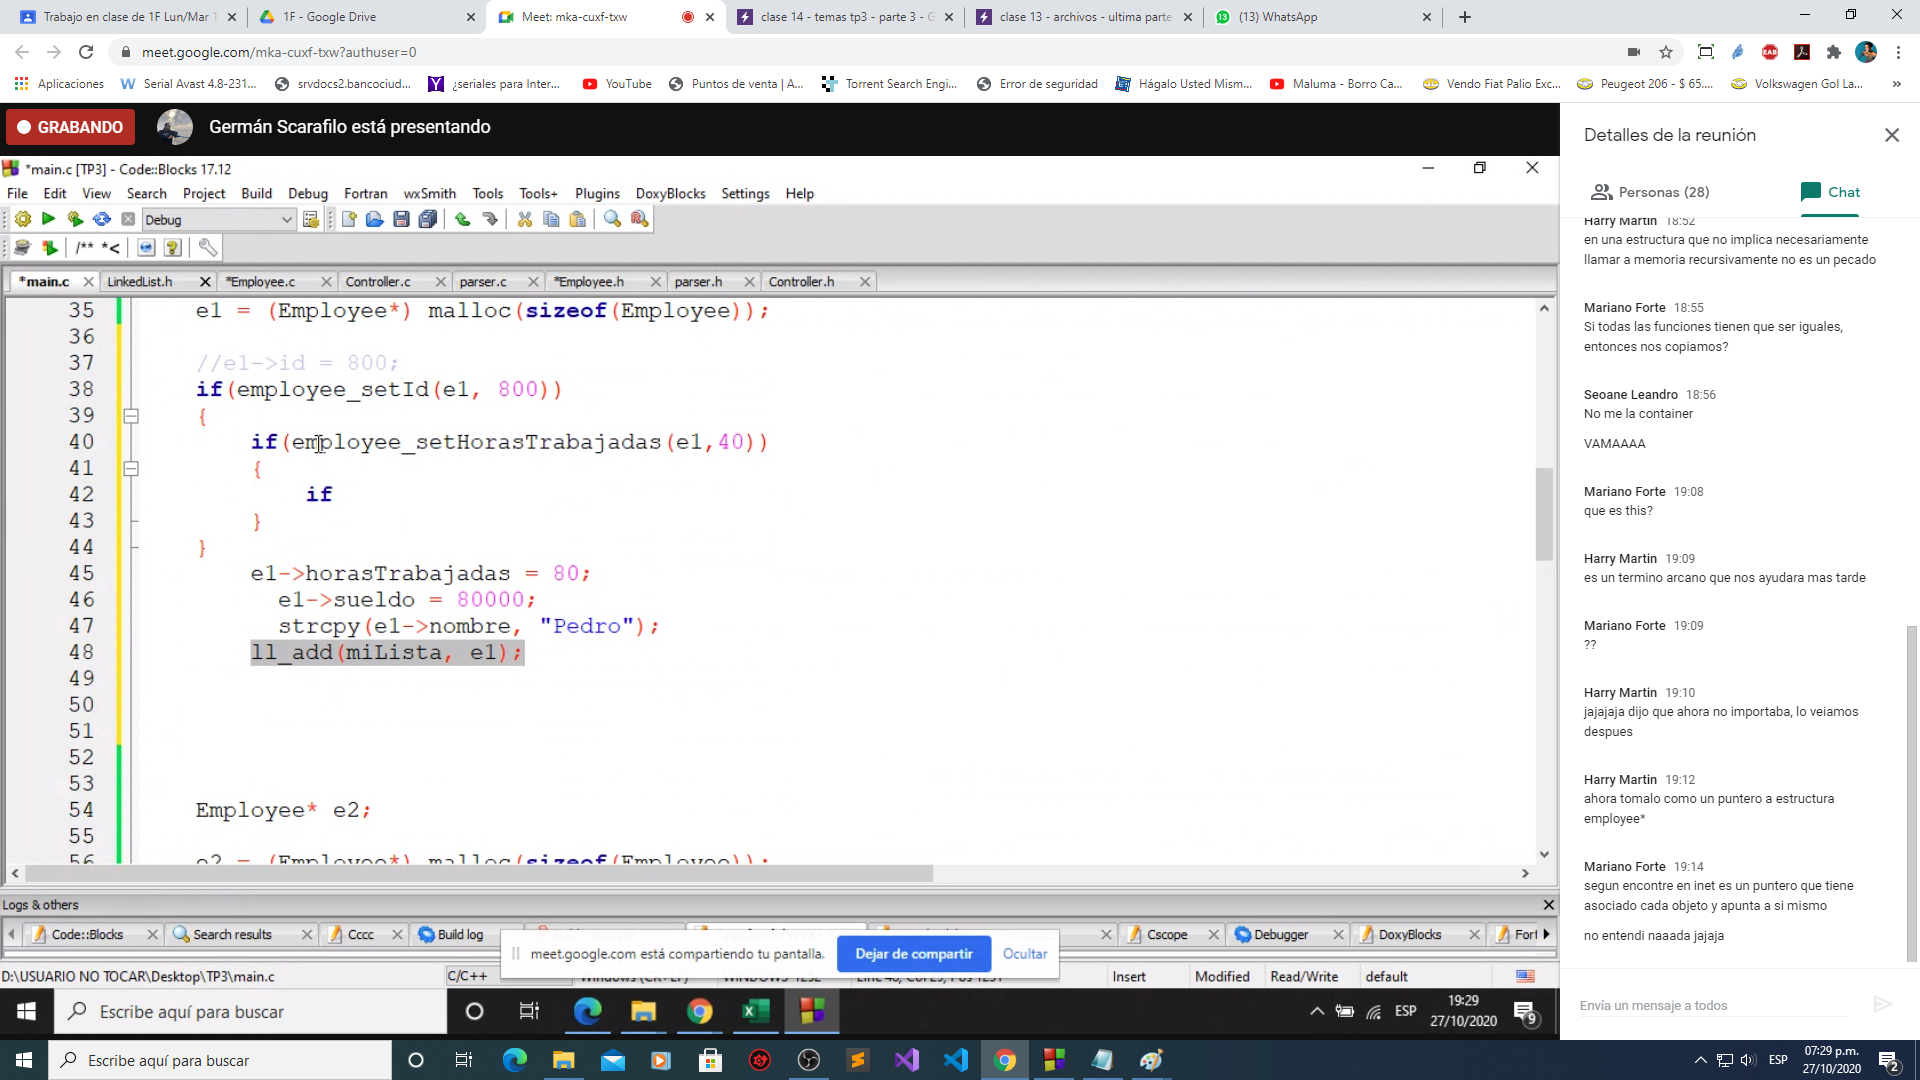 Trabajo en clase de 1F Lun/Mar 1
1F - Google Drive
Meet: mka-cuxf-txw
clase 14 - temas tp3 - parte 3 - G
clase 13 - archivos - ultima parte
(13) WhatsApp
meet.google.com/mka-cuxf-txw?authuser=0
Aplicaciones
Serial Avast 4.8-231...
srvdocs2.bancociud...
¿seriales para Inter...
YouTube
Puntos de venta | A...
Torrent Search Engi...
Error de seguridad
Hágalo Usted Mism...
Maluma - Borro Ca...
Vendo Fiat Palio Exc...
Peugeot 206 - $ 65....
Volkswagen Gol La...
»
GRABANDO
Germán Scarafilo está presentando
*main.c [TP3] - Code::Blocks 17.12
File Edit View Search Project Build Debug Fortran wxSmith Tools Tools+ Plugins DoxyBlocks Settings Help
Debug
/** *<
*main.c
LinkedList.h
*Employee.c
Controller.c
parser.c
*Employee.h
parser.h
Controller.h
35 e1 = (Employee*) malloc(sizeof(Employee));
36
37 //e1->id = 800;
38 if(employee_setId(e1, 800))
39 {
40 if(employee_setHorasTrabajadas(e1,40))
41 {
42 if
43 }
44 }
45 e1->horasTrabajadas = 80;
46 e1->sueldo = 80000;
47 strcpy(e1->nombre, "Pedro");
48 ll_add(miLista, e1);
49
50
51
52
53
54 Employee* e2;
55
56 e2 = (Employee*) malloc(sizeof(Employee));
Logs & others
Code::Blocks
Search results
Cccc
Build log
Cscope
Debugger
DoxyBlocks
Fort
meet.google.com está compartiendo tu pantalla.
Dejar de compartir
Ocultar
D:\USUARIO NO TOCAR\Desktop\TP3\main.c
C/C++
Insert
Modified
Read/Write
default
Escribe aquí para buscar
ESP
19:29
27/10/2020
9
Detalles de la reunión
Personas (28)
Chat
Harry Martin 18:52
en una estructura que no implica necesariamente
llamar a memoria recursivamente no es un pecado
Mariano Forte 18:55
Si todas las funciones tienen que ser iguales,
entonces nos copiamos?
Seoane Leandro 18:56
No me la container
VAMAAAA
Mariano Forte 19:08
que es this?
Harry Martin 19:09
es un termino arcano que nos ayudara mas tarde
Mariano Forte 19:09
??
Harry Martin 19:10
jajajaja dijo que ahora no importaba, lo veiamos
despues
Harry Martin 19:12
ahora tomalo como un puntero a estructura
employee*
Mariano Forte 19:14
segun encontre en inet es un puntero que tiene
asociado cada objeto y apunta a si mismo
no entendi naaada jajaja
Envía un mensaje a todos
Escribe aquí para buscar
ESP
07:29 p.m.
27/10/2020
2